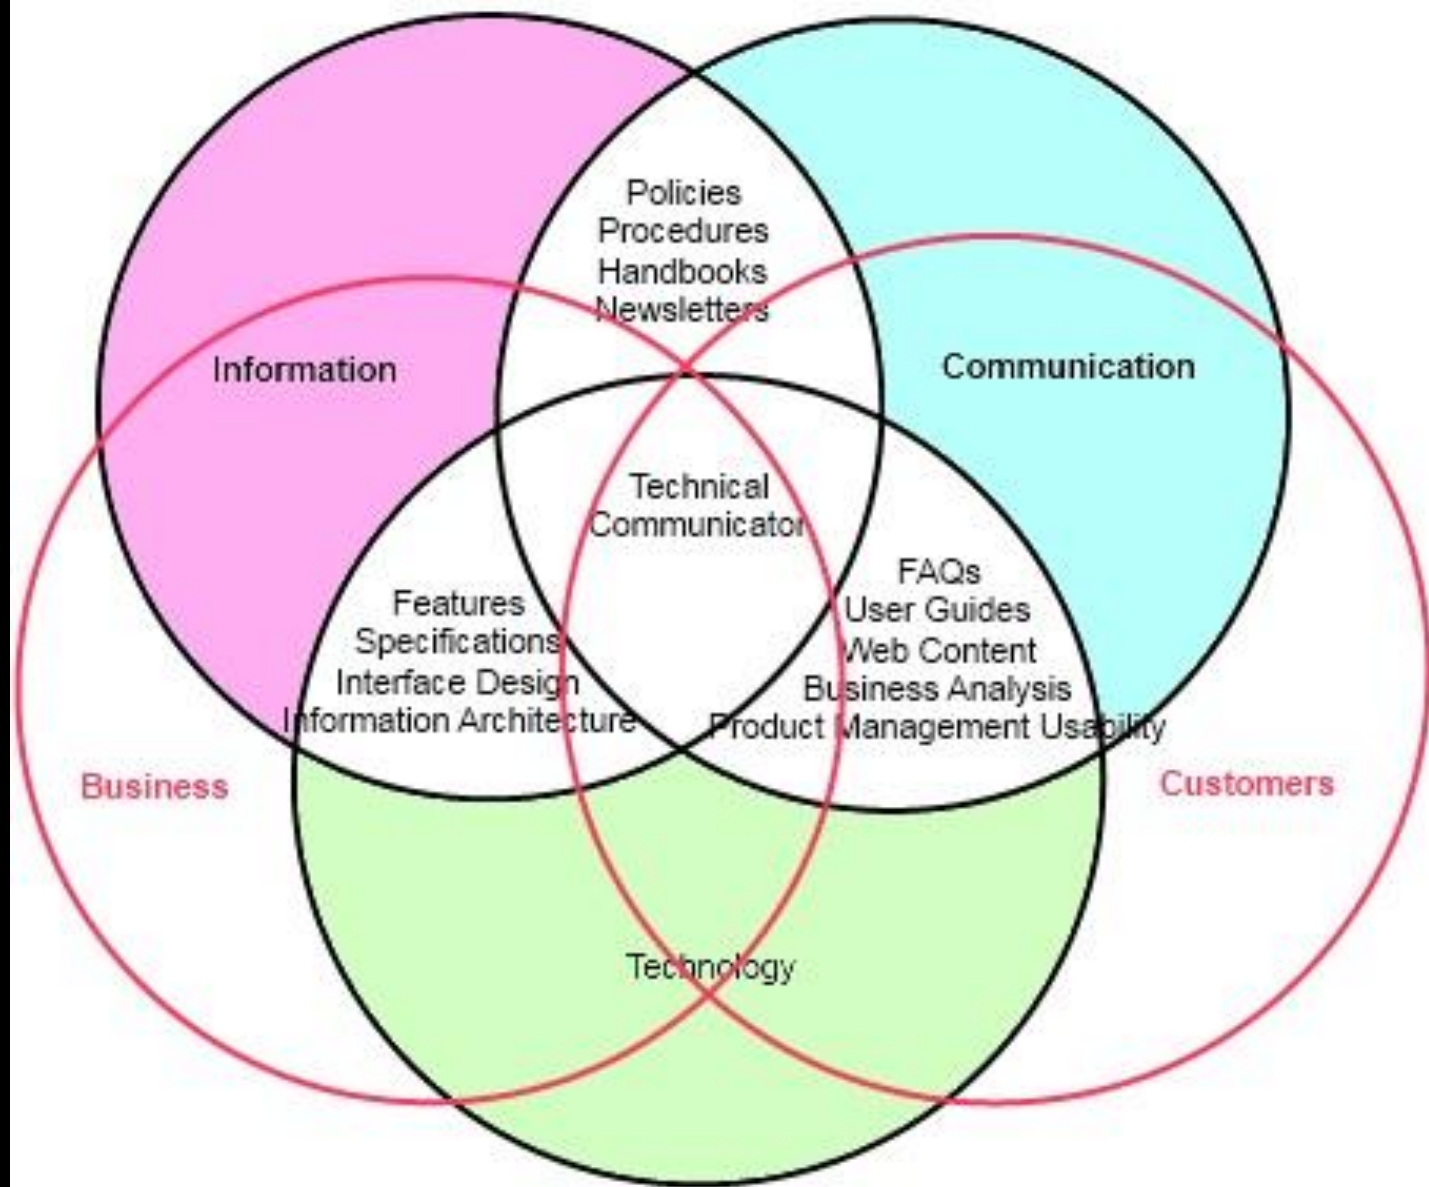 Policies
Procedures
Handbooks
Newsletters
Information
Communication
Technical
Communicator
Features
Specifications
Interface Design
Information Architecture
FAQs
User Guides
Web Content
Business Analysis
Product Management Usability
Business
Customers
Technology